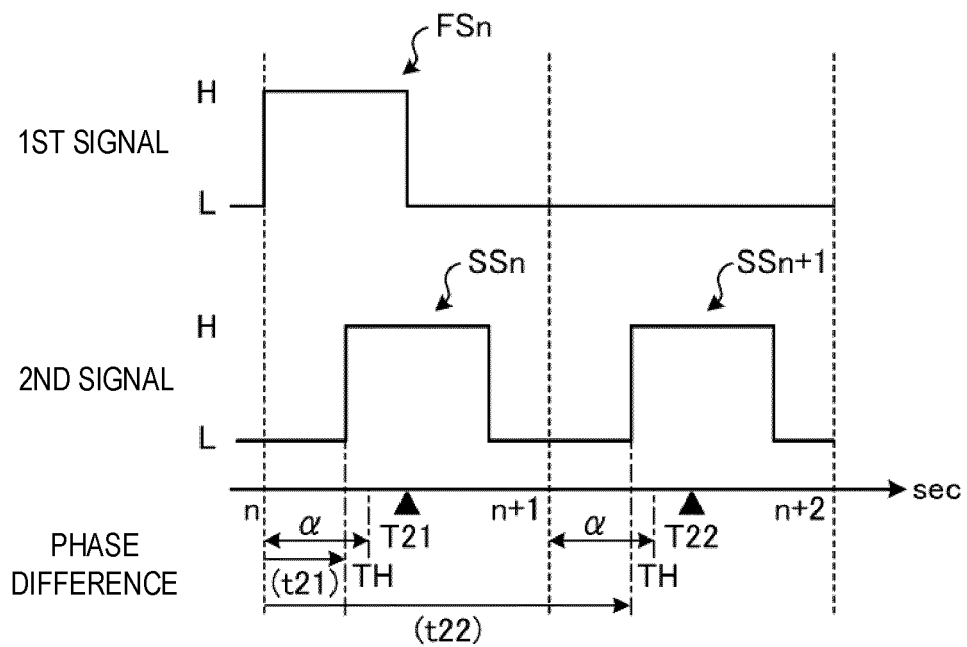 FSn
H
1ST SIGNAL
L
SSn
SSn+1
H
2ND SIGNAL
L
sec
n
n+1
n+2
α
T21
α
T22
PHASE
DIFFERENCE
(t21)
TH
TH
(t22)